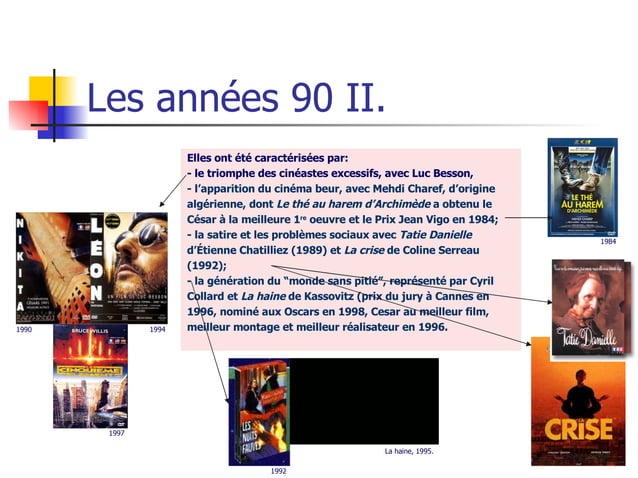 Les années 90 II.
Elles ont été caractérisées par:
- le triomphe des cinéastes excessifs, avec Luc Besson,
- l’apparition du cinéma beur, avec Mehdi Charef, d’origine
algérienne, dont Le thé au harem d’Archimède a obtenu le
César à la meilleure 1re oeuvre et le Prix Jean Vigo en 1984;
- la satire et les problèmes sociaux avec Tatie Danielle
d’Étienne Chatilliez (1989) et La crise de Coline Serreau
(1992);
- la génération du “monde sans pitié”, représenté par Cyril
Collard et La haine de Kassovitz (prix du jury à Cannes en
1996, nominé aux Oscars en 1998, Cesar au meilleur film,
meilleur montage et meilleur réalisateur en 1996.
LE THÉ
AU HAREM
D'ARCHIMÈDE
1984
NIKITA
LÉON
UN FILM DE LUC BESSON
1990
1994
BRUCE WILLIS
CINQUIEME
1997
LES
NUITS
FAUVES
1992
La haine, 1995.
Tatie Danielle
LA
CRISE